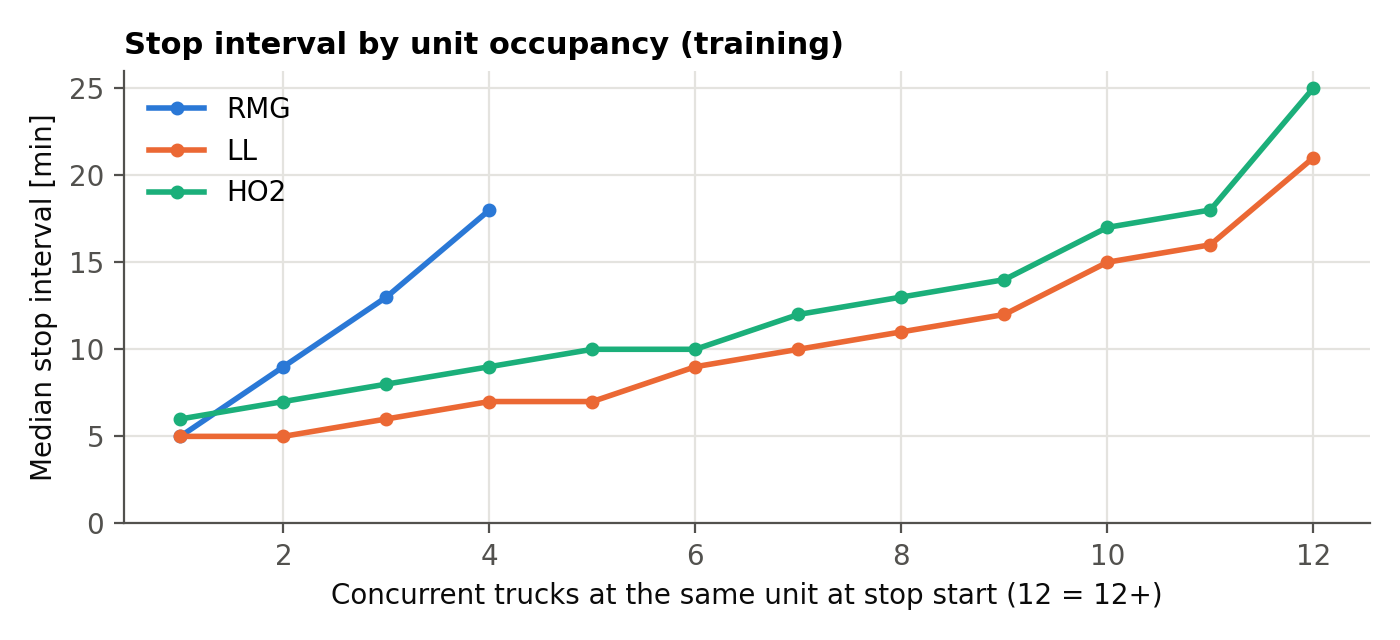 Stop interval by unit occupancy (training)
RMG
LL
HO2
Median stop interval [min]
25
20
15
10
5
0
2 4 6 8 10 12
Concurrent trucks at the same unit at stop start (12 = 12+)